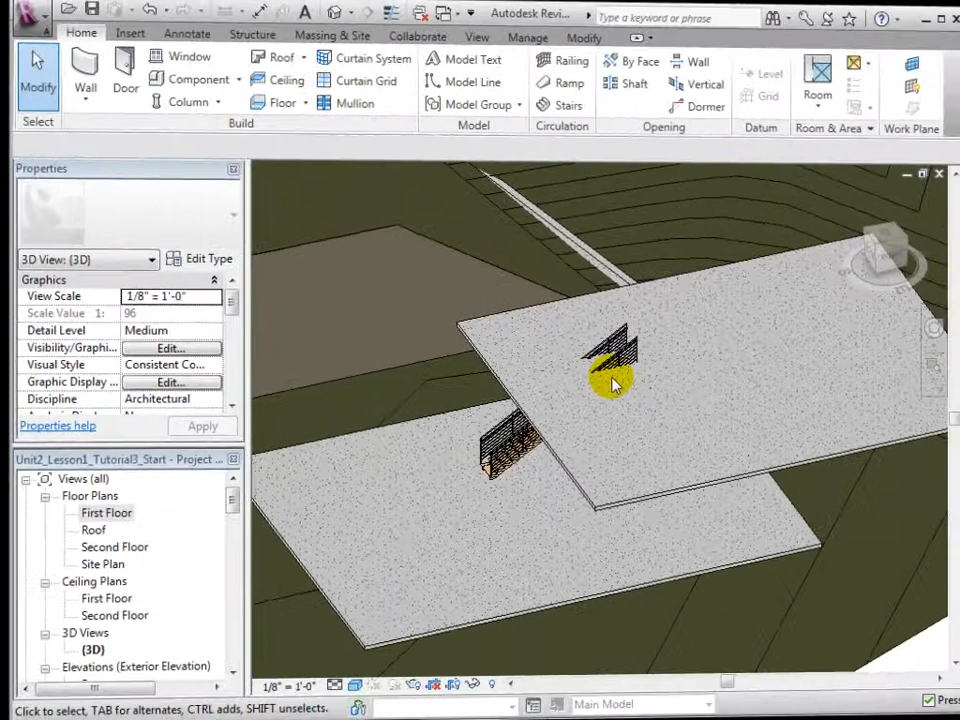 Autodesk Revi...
Type a keyword or phrase
Home Insert Annotate Structure Massing & Site Collaborate View Manage Modify
Modify Wall Door Window Component Column Roof Ceiling Floor Curtain System Curtain Grid Mullion Model Text Model Line Model Group Railing Ramp Stairs By Face Shaft Wall Vertical Dormer Level Grid Room
Select Build Model Circulation Opening Datum Room & Area Work Plane
Properties
3D View: {3D} Edit Type
Graphics
View Scale 1/8" = 1'-0"
Scale Value 1: 96
Detail Level Medium
Visibility/Graphi... Edit...
Visual Style Consistent Co...
Graphic Display ... Edit...
Discipline Architectural
Properties help Apply
Unit2_Lesson1_Tutorial3_Start - Project ...
Views (all)
Floor Plans
First Floor
Roof
Second Floor
Site Plan
Ceiling Plans
First Floor
Second Floor
3D Views
{3D}
Elevations (Exterior Elevation)
1/8" = 1'-0"
Click to select, TAB for alternates, CTRL adds, SHIFT unselects.
Main Model
Pres